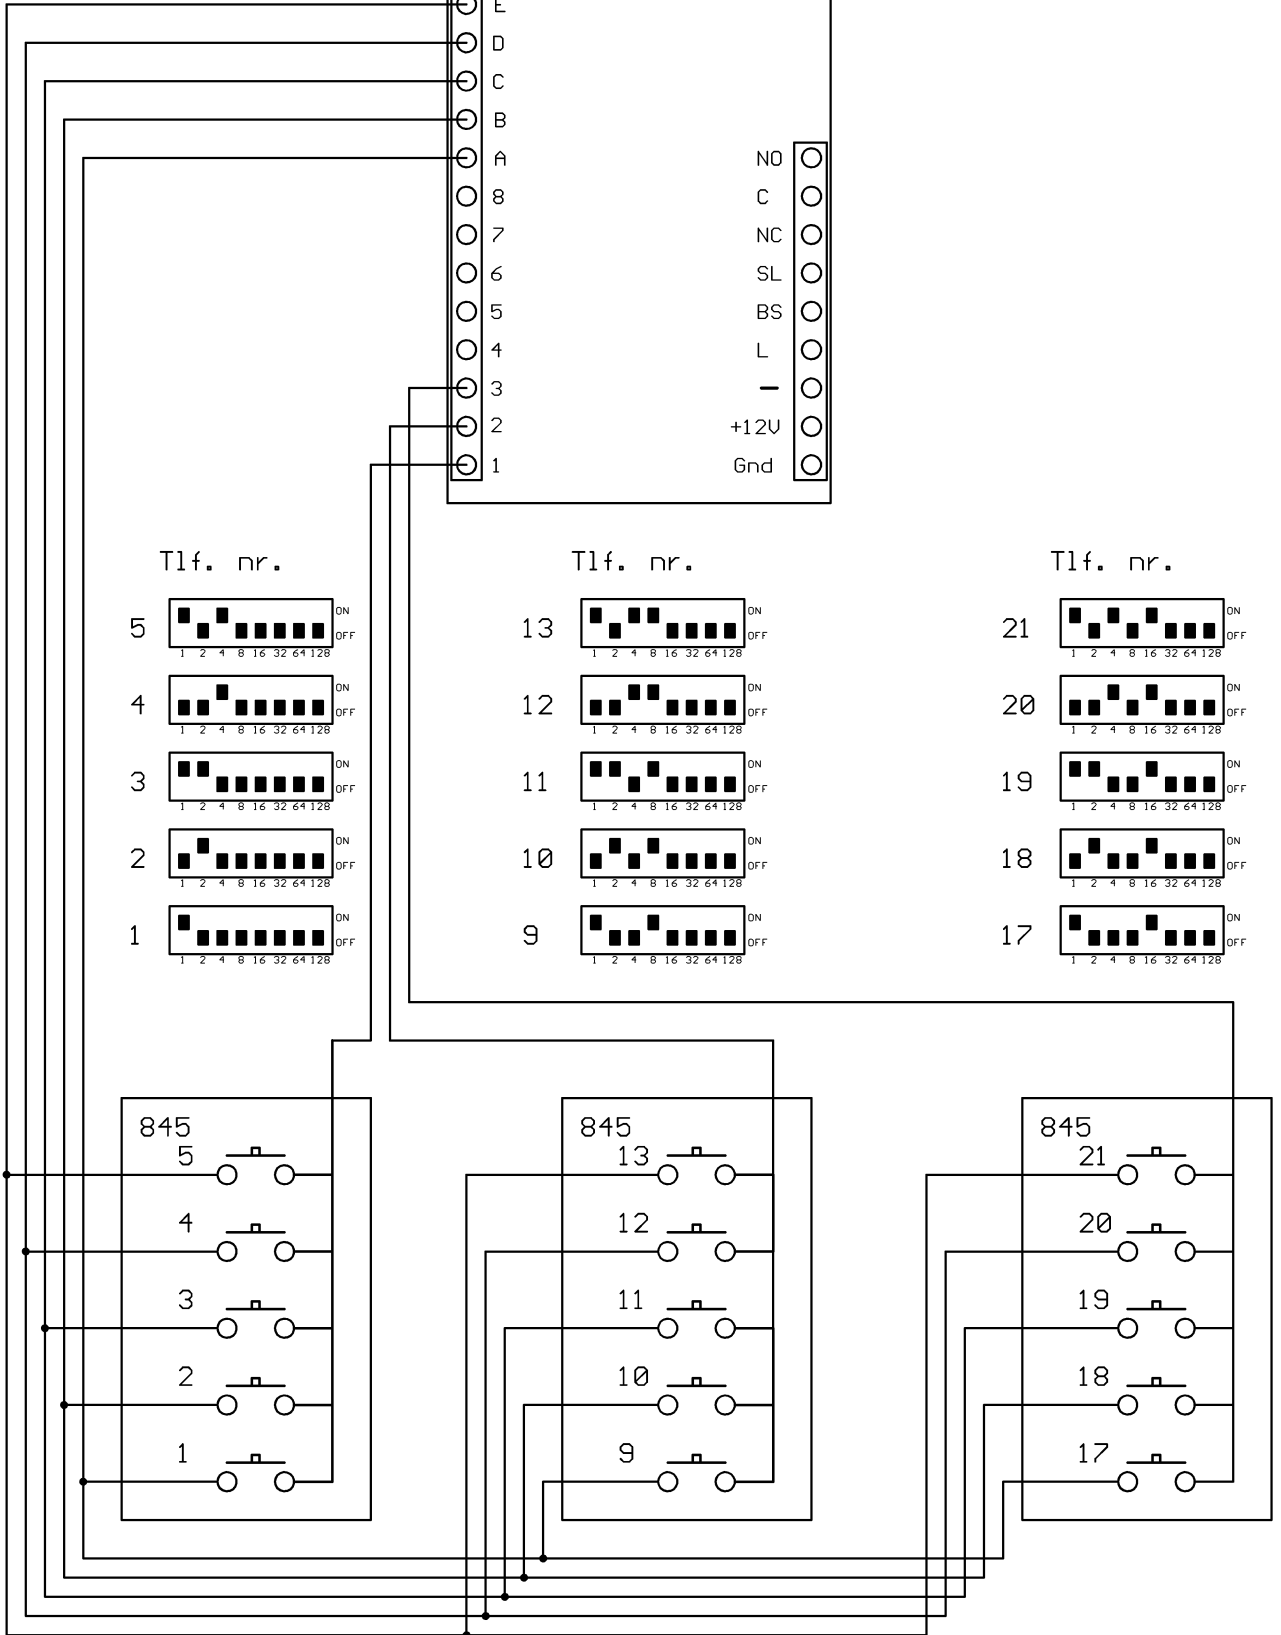 E
D
C
B
A
NO
8
C
7
NC
6
SL
5
BS
4
L
3
2
+12V
1
Gnd
Tlf. nr.
Tlf. nr.
Tlf. nr.
5
ON
OFF
1 2 4 8 16 32 64 128
13
ON
OFF
1 2 4 8 16 32 64 128
21
ON
OFF
1 2 4 8 16 32 64 128
4
ON
OFF
1 2 4 8 16 32 64 128
12
ON
OFF
1 2 4 8 16 32 64 128
20
ON
OFF
1 2 4 8 16 32 64 128
3
ON
OFF
1 2 4 8 16 32 64 128
11
ON
OFF
1 2 4 8 16 32 64 128
19
ON
OFF
1 2 4 8 16 32 64 128
2
ON
OFF
1 2 4 8 16 32 64 128
10
ON
OFF
1 2 4 8 16 32 64 128
18
ON
OFF
1 2 4 8 16 32 64 128
1
ON
OFF
1 2 4 8 16 32 64 128
9
ON
OFF
1 2 4 8 16 32 64 128
17
ON
OFF
1 2 4 8 16 32 64 128
845
5
4
3
2
1
845
13
12
11
10
9
845
21
20
19
18
17